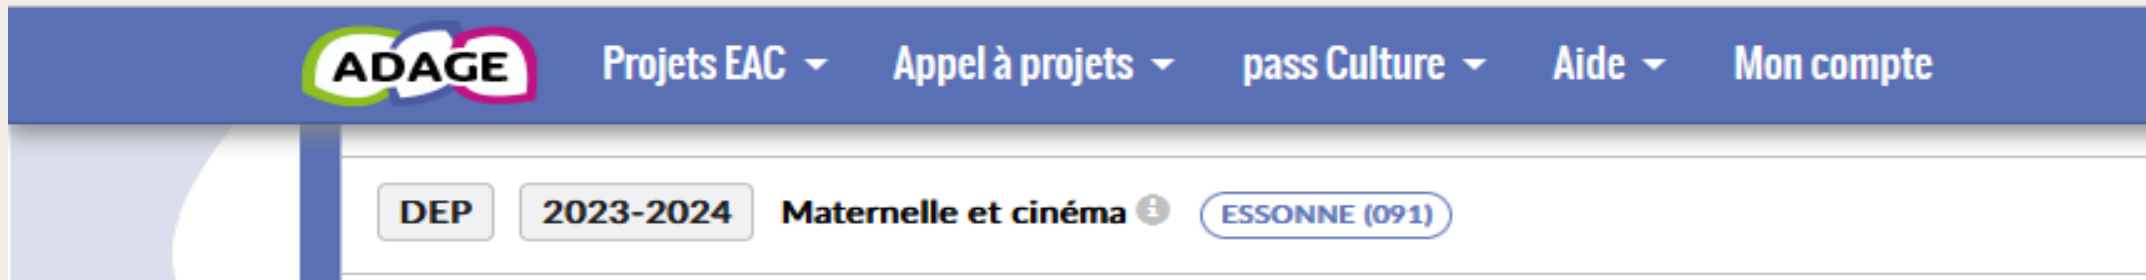 ADAGE Projets EAC Appel à projets pass Culture Aide Mon compte
DEP 2023-2024 Maternelle et cinéma ESSONNE (091)